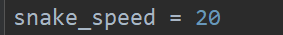 snake_speed = 20